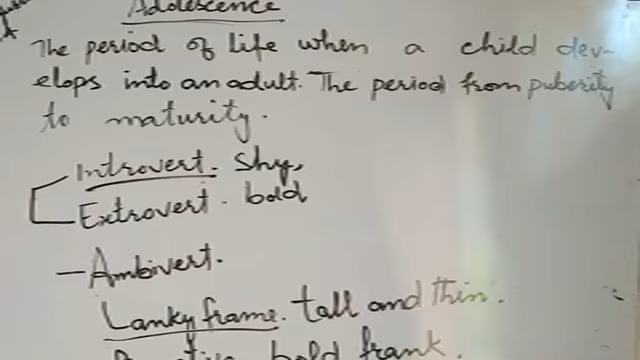 Adolescence
The period of life when a child dev-
elops into an adult. The period from puberity
to maturity.
Introvert. Shy,
Extrovert. bold
- Ambivert.
Lanky frame. tall and thin.
bold frank.